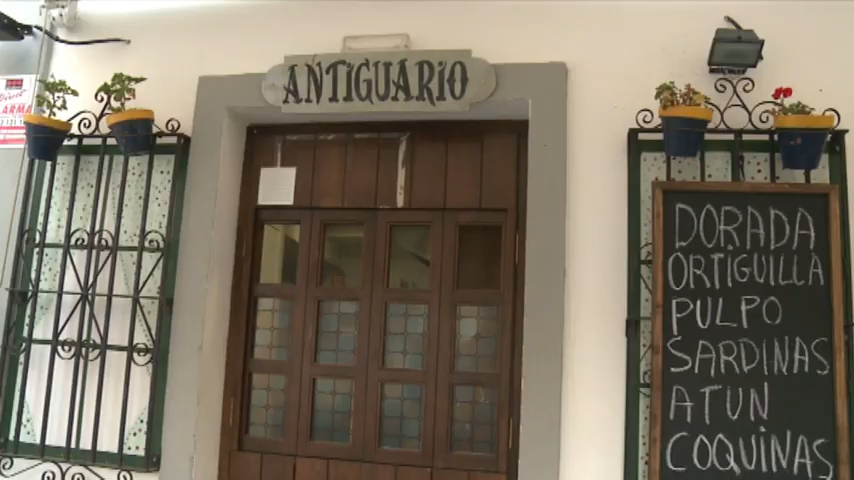 ANTIGUARIO
DORADA
ORTIGUILLA
PULPO
SARDINAS
ATUN
COQUINAS